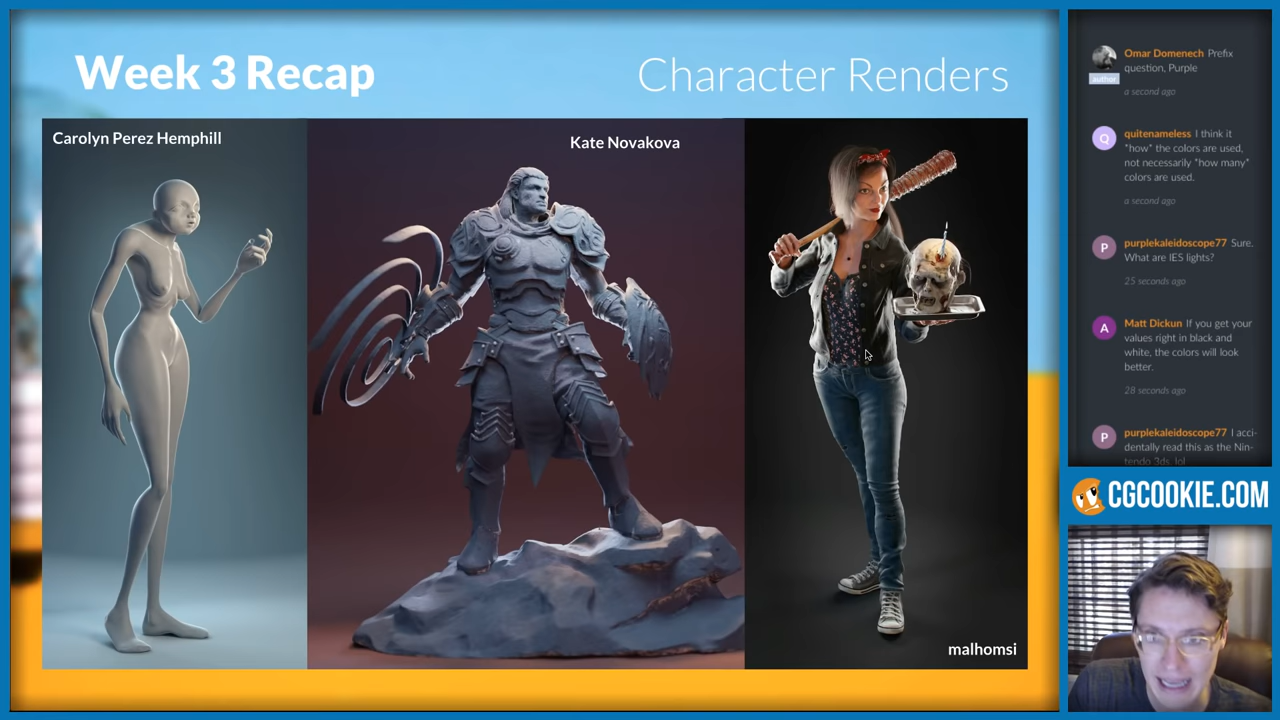 Week 3 Recap
Character Renders
Carolyn Perez Hemphill
Kate Novakova
malhomsi
Omar Domenech Prefix
question, Purple
author
a second ago
Q
quitenameless I think it
*how* the colors are used,
not necessarily *how many*
colors are used.
a second ago
P
purplekaleidoscope77 Sure.
What are IES lights?
25 seconds ago
A
Matt Dickun If you get your
values right in black and
white, the colors will look
better.
28 seconds ago
P
purplekaleidoscope77 I acci-
dentally read this as the Nin-
tendo 3ds, lol
CGCOOKIE.COM